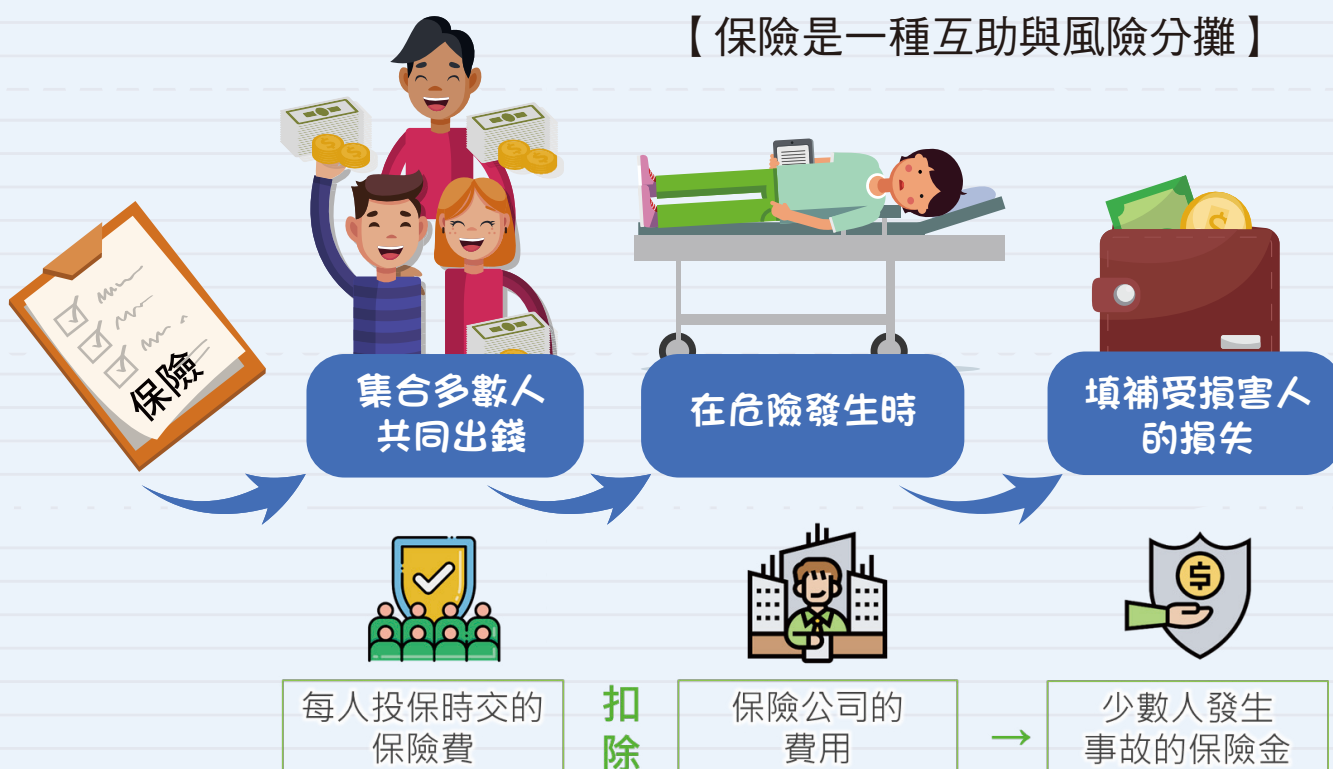 【保險是一種互助與風險分攤】
保險
集合多數人
共同出錢
在危險發生時
填補受損害人
的損失
每人投保時交的
保險費
扣
除
保險公司的
費用
→
少數人發生
事故的保險金